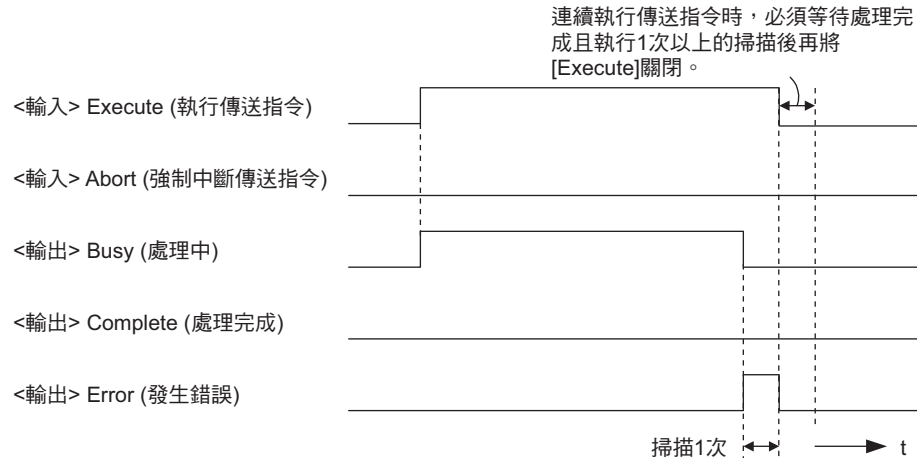 連續執行傳送指令時，必須等待處理完
成且執行1次以上的掃描後再將
[Execute]關閉。
<輸入> Execute (執行傳送指令)
<輸入> Abort (強制中斷傳送指令)
<輸出> Busy (處理中)
<輸出> Complete (處理完成)
<輸出> Error (發生錯誤)
掃描1次
t